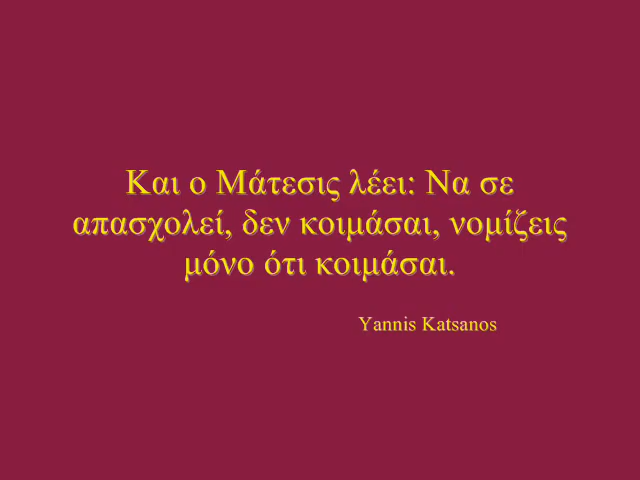 Και ο Μάτεσις λέει: Να σε
απασχολεί, δεν κοιμάσαι, νομίζεις
μόνο ότι κοιμάσαι.
Yannis Katsanos